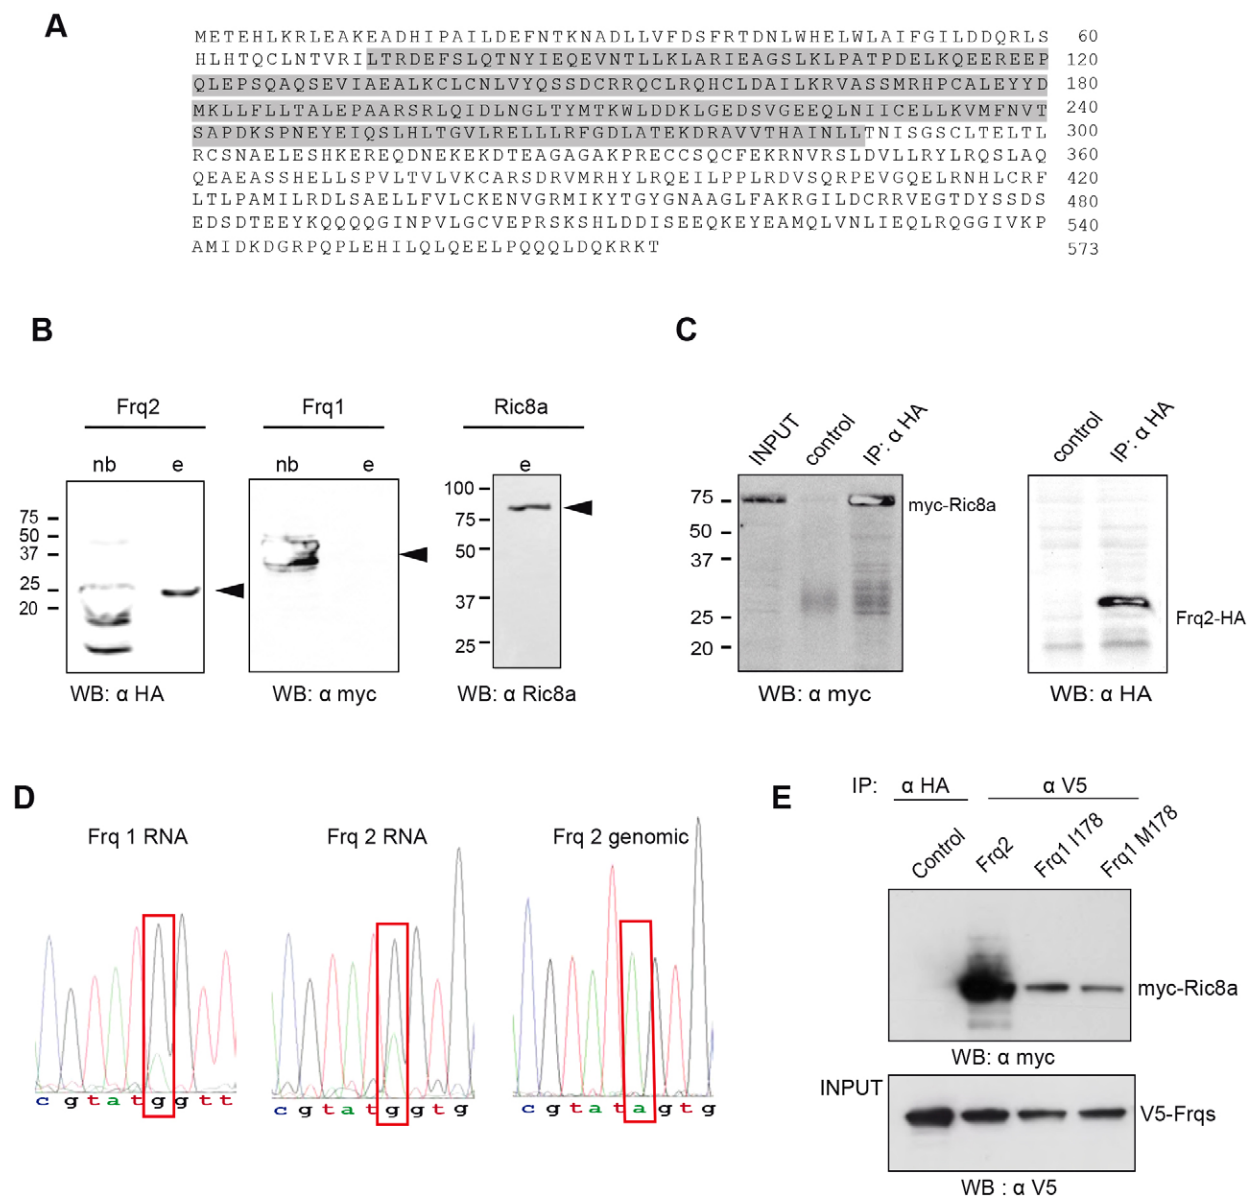 A
METEHLKRLEAKEADHIPAILDEFNTKNADLLVFDSFRTDNLWHELWLAIFGILDDQRLS 60
HLHTQCLNTVRILTRDEFSLQTNYIEQEVNTLLKLARIEAGSLKLPATPDELKQEEREEP 120
QLEPSQAQSEVIAEALKCLCNLVYQSSDCRRQCLRQHCLDAILKRVASSMRHPCALEYYD 180
MKLLFLLTALEPAARSRLQIDLNGLTYMTKWLDDKLGEDSVGEEQLNIICELLKVMFNVT 240
SAPDKSPNEYEIQSLHLTGVLRELLLRFGDLATEKDRAVVTHAINLLTNISGSCLTELTL 300
RCSNAELESHKEREQDNEKEKDTEAGAGAKPRECCSQCFEKRNVRSLDVLLRYLRQSLAQ 360
QEAEASSHELLSPVLTVLVKCARSDRVMRHYLRQEILPPLRDVSQRPEVGQELRNHLCRF 420
LTLPAMILRDLSAELLFVLCKENVGRMIKYTGYGNAAGLFAKRGILDCRRVEGTDYSSDS 480
EDSDTEEYKQQQQGINPVLGCVEPRSKSHLDDISEEQKEYEAMQLVNLIEQLRQGGIVKP 540
AMIDKDGRPQPLEHILQLQEELPQQQLDQKRKT 573
B
Frq2 Frq1 Ric8a
nb e nb e e
75
50
37
25
20
100
75
50
37
25
WB: α HA WB: α myc WB: α Ric8a
C
INPUT control IP: α HA control IP: α HA
75
50
37
25
20
myc-Ric8a
Frq2-HA
WB: α myc WB: α HA
D
Frq 1 RNA Frq 2 RNA Frq 2 genomic
c g t a t g g t t c g t a t g g t g c g t a t a g t g
E
IP: α HA α V5
Control Frq2 Frq1 I178 Frq1 M178
myc-Ric8a
WB: α myc
INPUT
V5-Frqs
WB : α V5